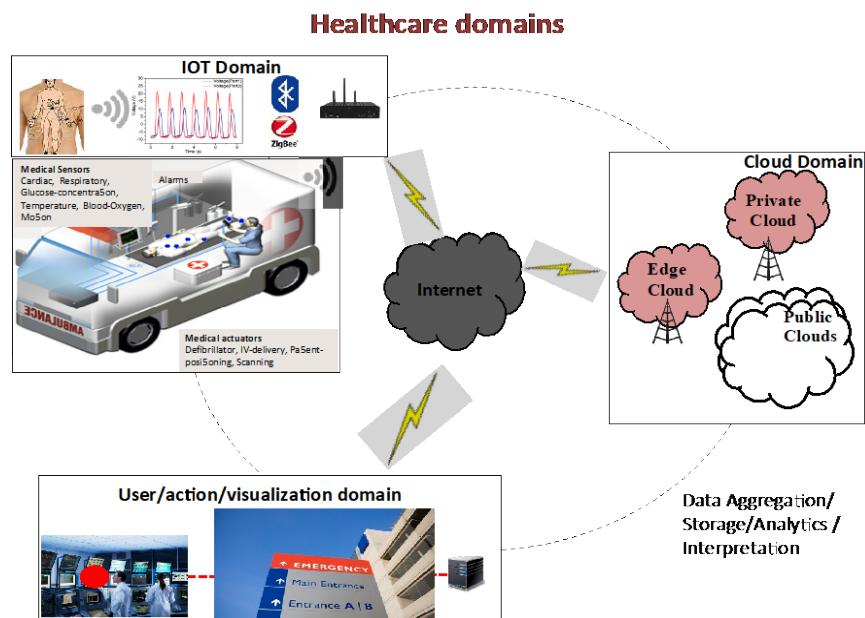 Healthcare domains
IOT Domain
Voltage (V)
Time (s)
ZigBee
Medical Sensors
Cardiac, Respiratory,
Glucose-concentra5on,
Temperature, Blood-Oxygen,
Mo5on
Alarms
AMBULANCE
Medical actuators
Defibrillator, IV-delivery, Pa5ent-
posi5oning, Scanning
Internet
Cloud Domain
Private
Cloud
Edge
Cloud
Public
Clouds
User/action/visualization domain
EMERGENCY
Main Entrance
Entrance A | B
Data Aggregation/
Storage/Analytics /
Interpretation